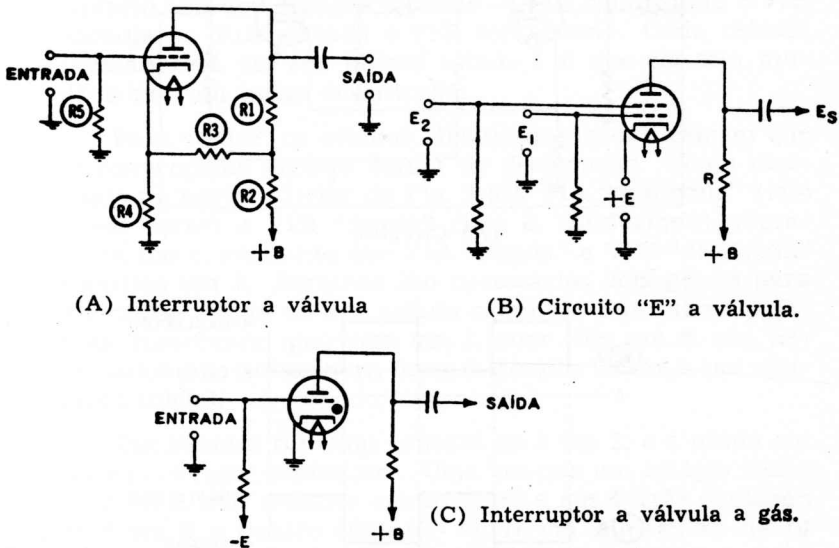 ENTRADA
R5
R3
R4
R1
R2
SAÍDA
+B
(A) Interruptor a válvula
E2
E1
+E
R
ES
+B
(B) Circuito “E” a válvula.
ENTRADA
-E
+B
SAÍDA
(C) Interruptor a válvula a gás.